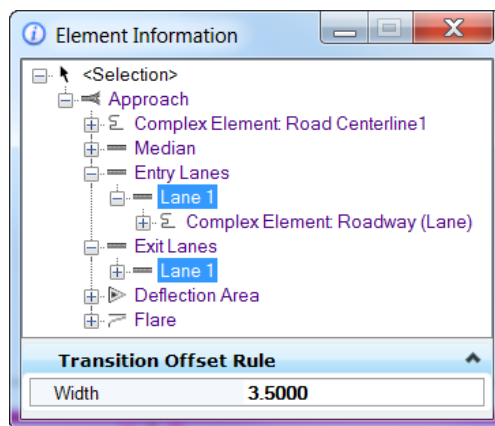 Element Information
<Selection>
Approach
Complex Element: Road Centerline1
Median
Entry Lanes
Lane 1
Complex Element: Roadway (Lane)
Exit Lanes
Lane 1
Deflection Area
Flare
Transition Offset Rule
Width 3.5000